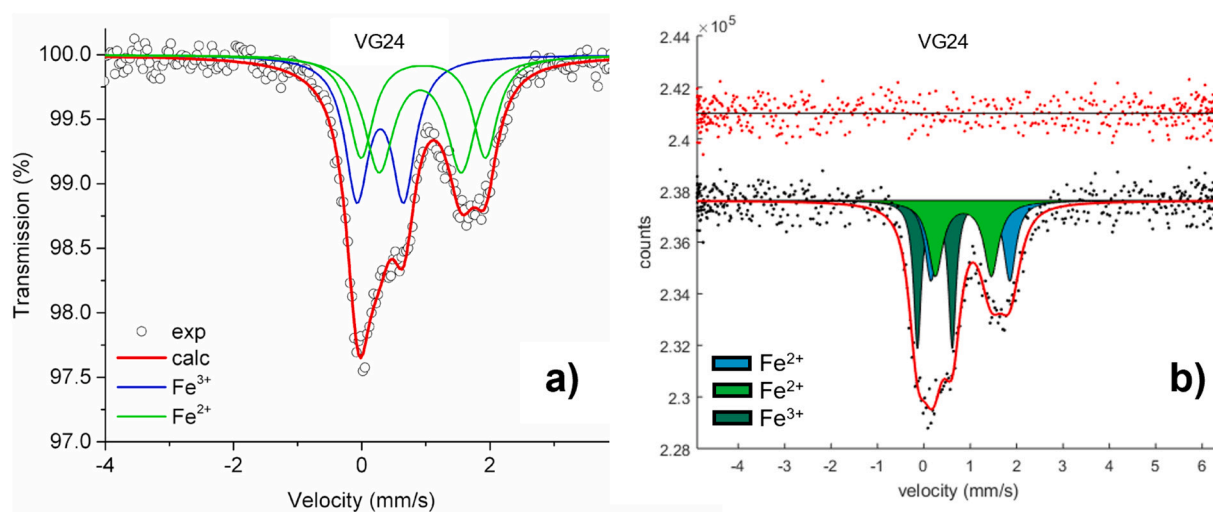 VG24
100.0
99.5
99.0
98.5
98.0
97.5
97.0
Transmission (%)
exp
calc
Fe3+
Fe2+
a)
-4
-2
0
2
Velocity (mm/s)
×10⁵
VG24
2.44
2.42
2.4
2.38
2.36
2.34
2.32
2.3
2.28
counts
Fe2+
Fe2+
Fe3+
b)
-4
-3
-2
-1
0
1
2
3
4
5
6
velocity (mm/s)